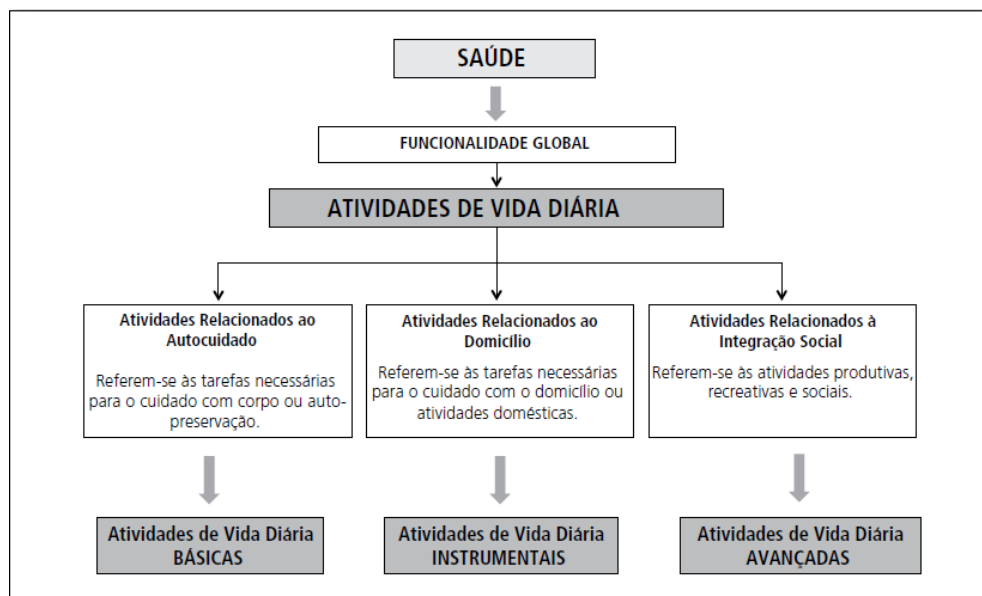 SAÚDE
FUNCIONALIDADE GLOBAL
ATIVIDADES DE VIDA DIÁRIA
Atividades Relacionados ao
Autocuidado
Referem-se às tarefas necessárias
para o cuidado com corpo ou auto-
preservação.
Atividades Relacionados ao
Domicílio
Referem-se às tarefas necessárias
para o cuidado com o domicílio ou
atividades domésticas.
Atividades Relacionados à
Integração Social
Referem-se às atividades produtivas,
recreativas e sociais.
Atividades de Vida Diária
BÁSICAS
Atividades de Vida Diária
INSTRUMENTAIS
Atividades de Vida Diária
AVANÇADAS